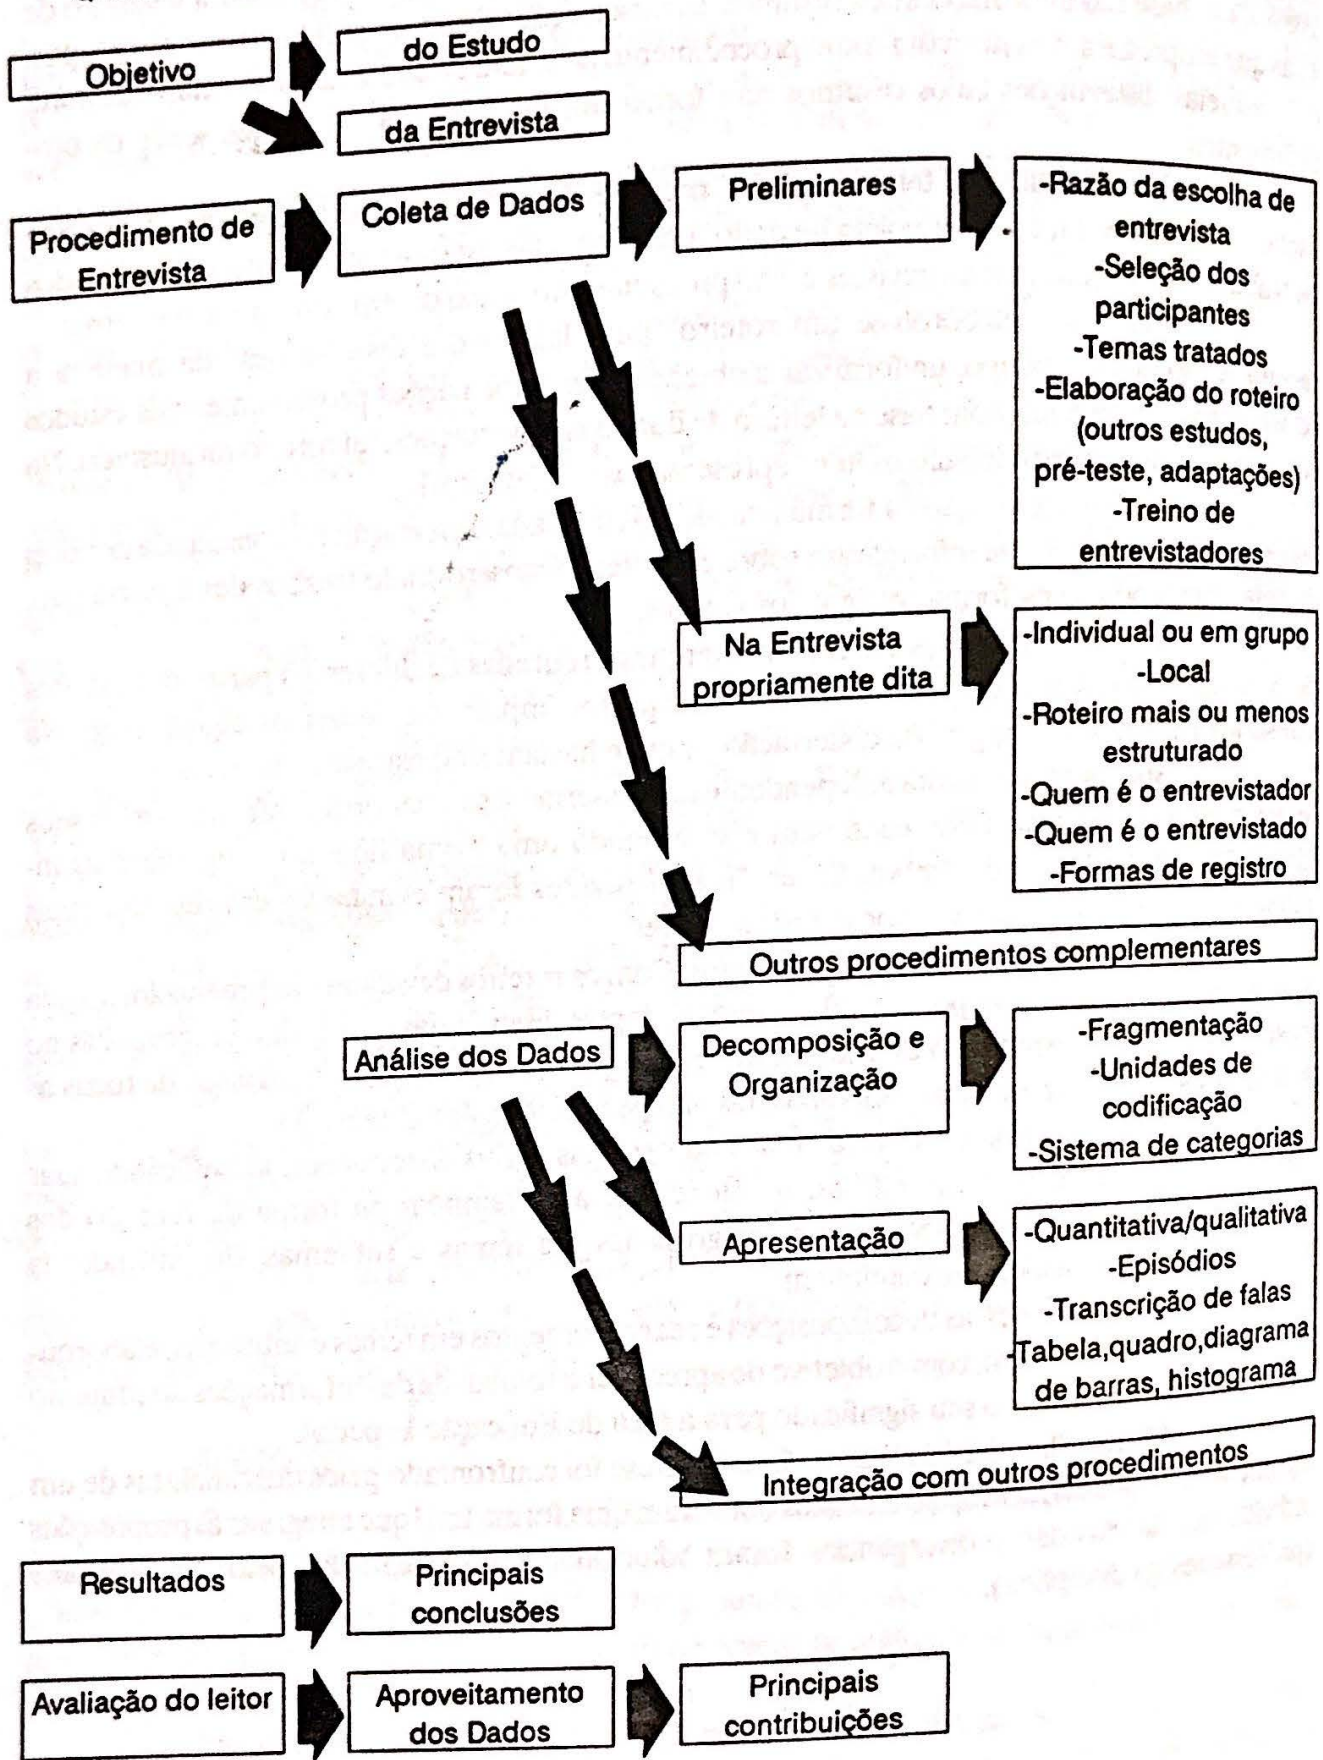 Objetivo
do Estudo
da Entrevista
Procedimento de
Entrevista
Coleta de Dados
Preliminares
-Razão da escolha de
entrevista
-Seleção dos
participantes
-Temas tratados
-Elaboração do roteiro
(outros estudos,
pré-teste, adaptações)
-Treino de
entrevistadores
Na Entrevista
propriamente dita
-Individual ou em grupo
-Local
-Roteiro mais ou menos
estruturado
-Quem é o entrevistador
-Quem é o entrevistado
-Formas de registro
Outros procedimentos complementares
Análise dos Dados
Decomposição e
Organização
-Fragmentação
-Unidades de
codificação
-Sistema de categorias
Apresentação
-Quantitativa/qualitativa
-Episódios
-Transcrição de falas
-Tabela,quadro,diagrama
de barras, histograma
Integração com outros procedimentos
Resultados
Principais
conclusões
Avaliação do leitor
Aproveitamento
dos Dados
Principais
contribuições